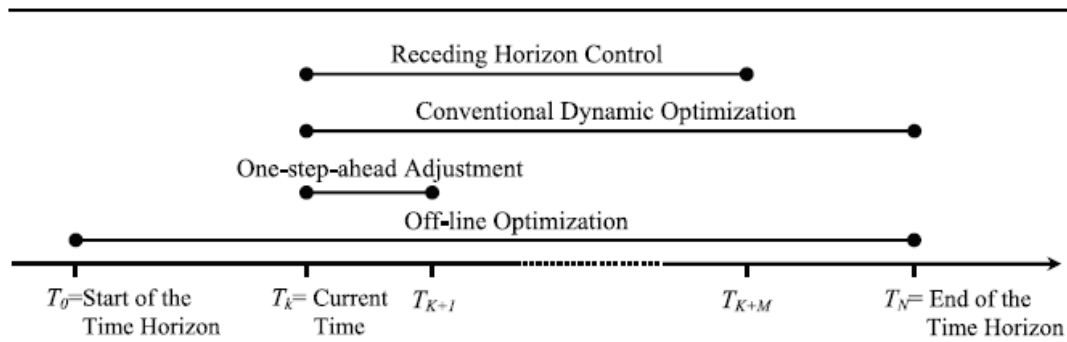 Receding Horizon Control
Conventional Dynamic Optimization
One-step-ahead Adjustment
Off-line Optimization
T0=Start of the
Time Horizon
Tk= Current
Time
TK+1
TK+M
TN= End of the
Time Horizon